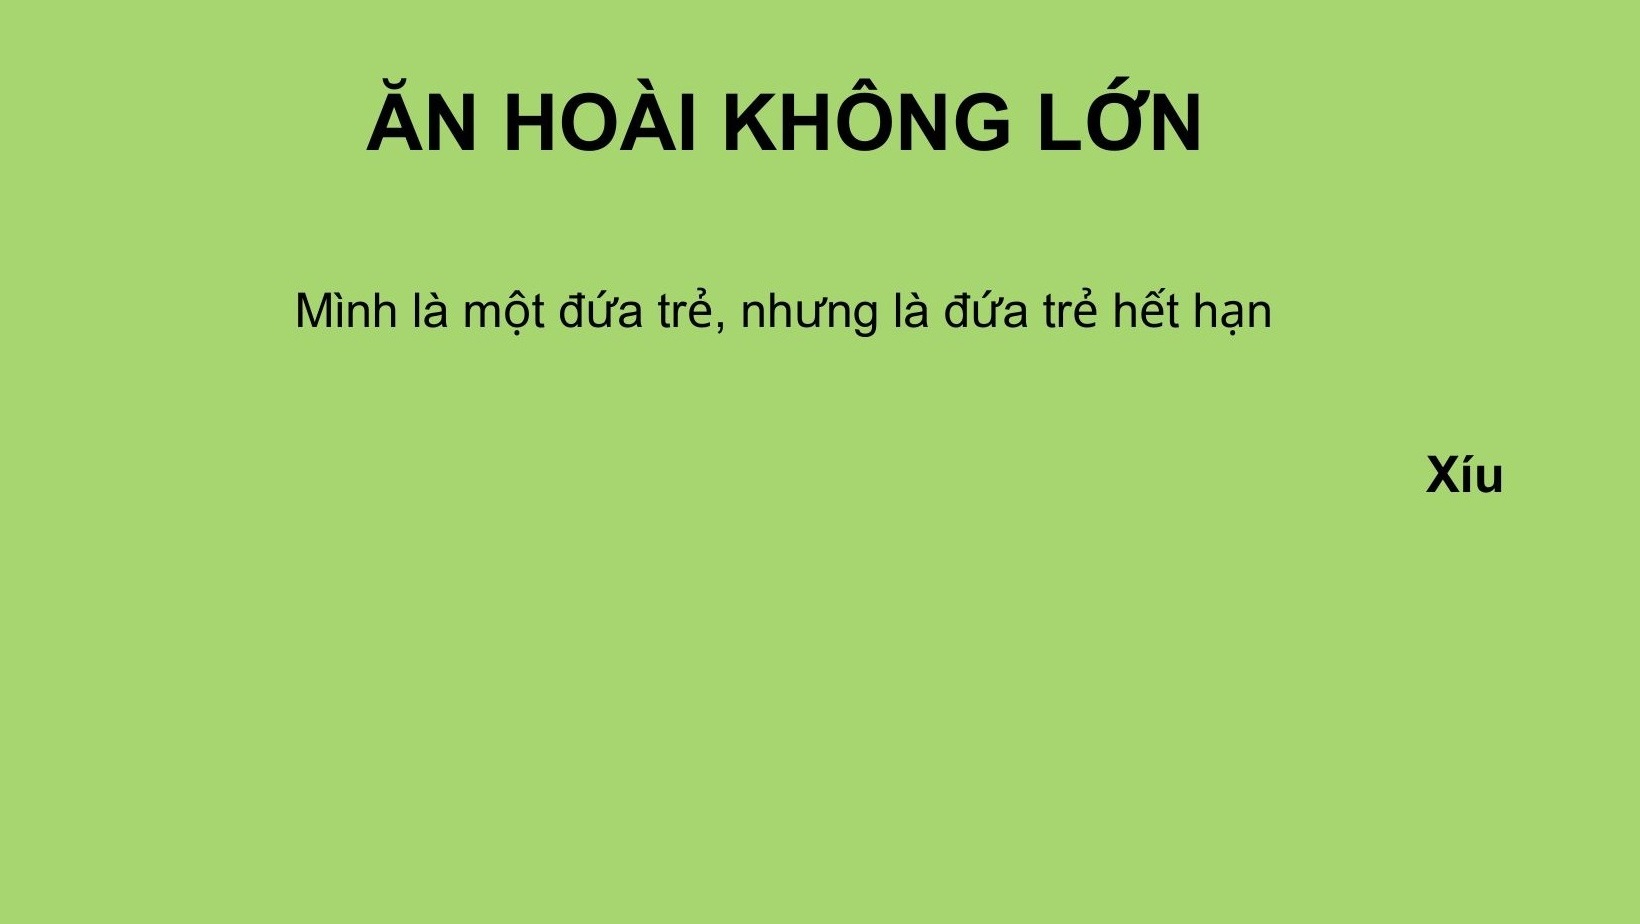 ĂN HOÀI KHÔNG LỚN
Mình là một đứa trẻ, nhưng là đứa trẻ hết hạn
Xíu